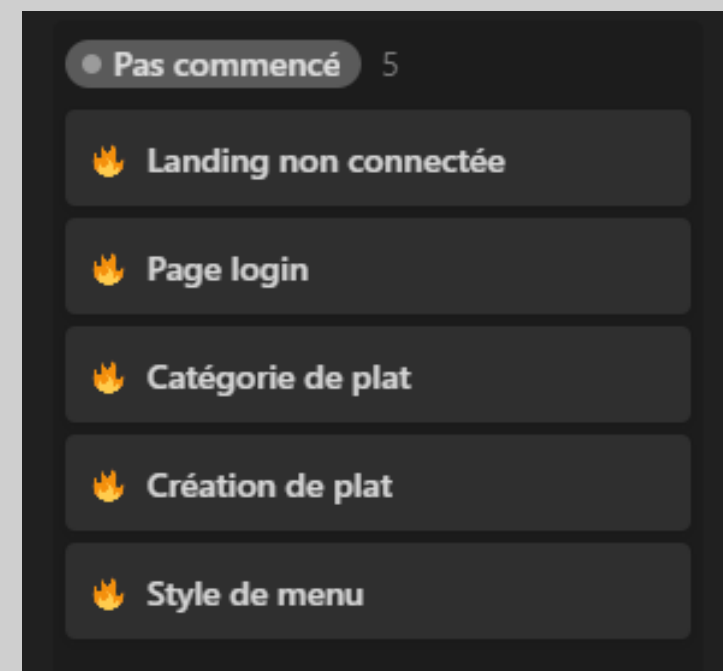 Pas commencé 5
Landing non connectée
Page login
Catégorie de plat
Création de plat
Style de menu